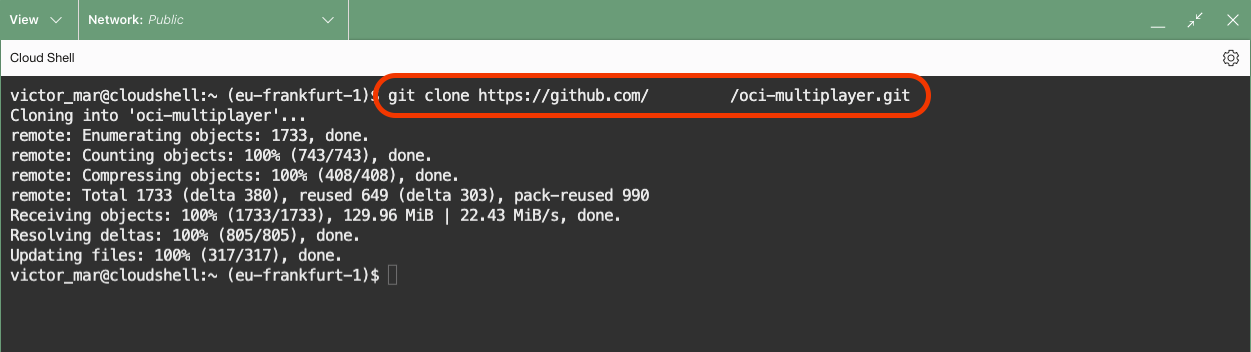 View
Network: Public
Cloud Shell
victor_mar@cloudshell:~ (eu-frankfurt-1)$ git clone https://github.com/         /oci-multiplayer.git
Cloning into 'oci-multiplayer'...
remote: Enumerating objects: 1733, done.
remote: Counting objects: 100% (743/743), done.
remote: Compressing objects: 100% (408/408), done.
remote: Total 1733 (delta 380), reused 649 (delta 303), pack-reused 990
Receiving objects: 100% (1733/1733), 129.96 MiB | 22.43 MiB/s, done.
Resolving deltas: 100% (805/805), done.
Updating files: 100% (317/317), done.
victor_mar@cloudshell:~ (eu-frankfurt-1)$